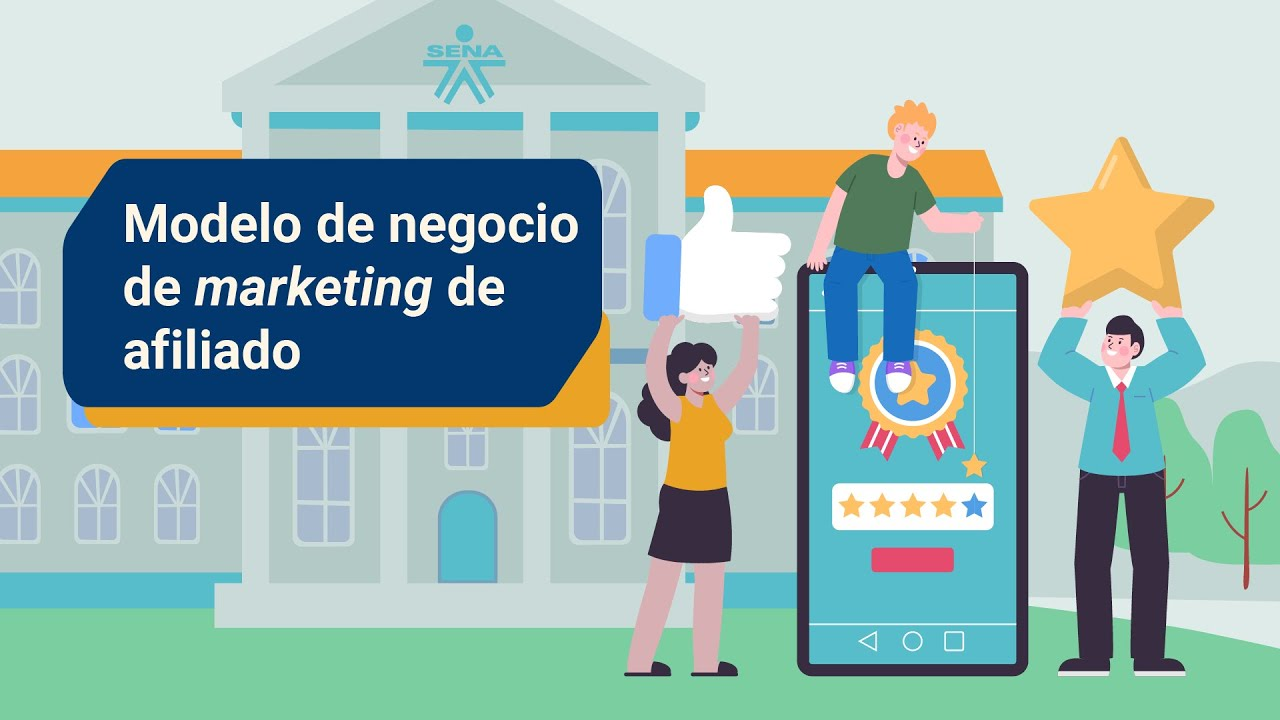 SENA
Modelo de negocio
de marketing de
afiliado